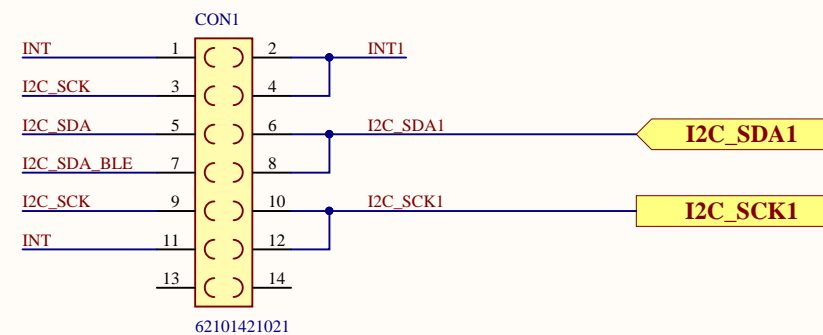 CON1
INT 1 2 INT1
I2C_SCK 3 4
I2C_SDA 5 6 I2C_SDA1 I2C_SDA1
I2C_SDA_BLE 7 8
I2C_SCK 9 10 I2C_SCK1 I2C_SCK1
INT 11 12
13 14
62101421021